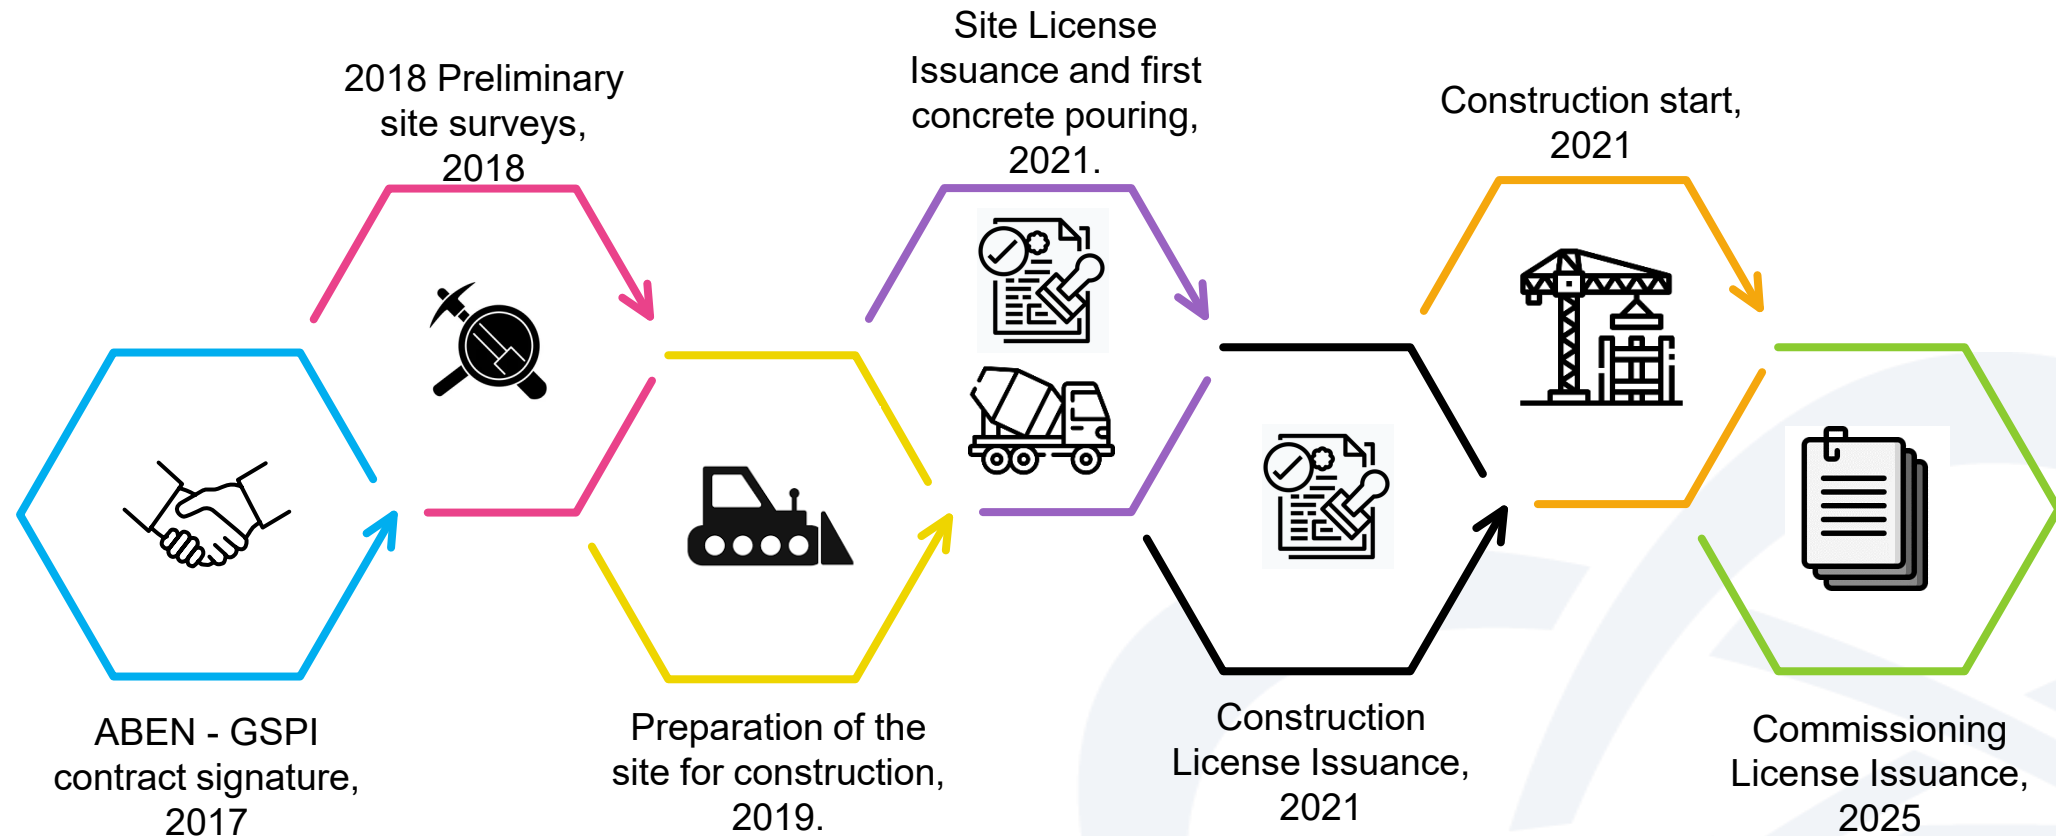 ABEN - GSPI
contract signature,
2017
2018 Preliminary
site surveys,
2018
Preparation of the
site for construction,
2019.
Site License
Issuance and first
concrete pouring,
2021.
Construction
License Issuance,
2021
Construction start,
2021
Commissioning
License Issuance,
2025